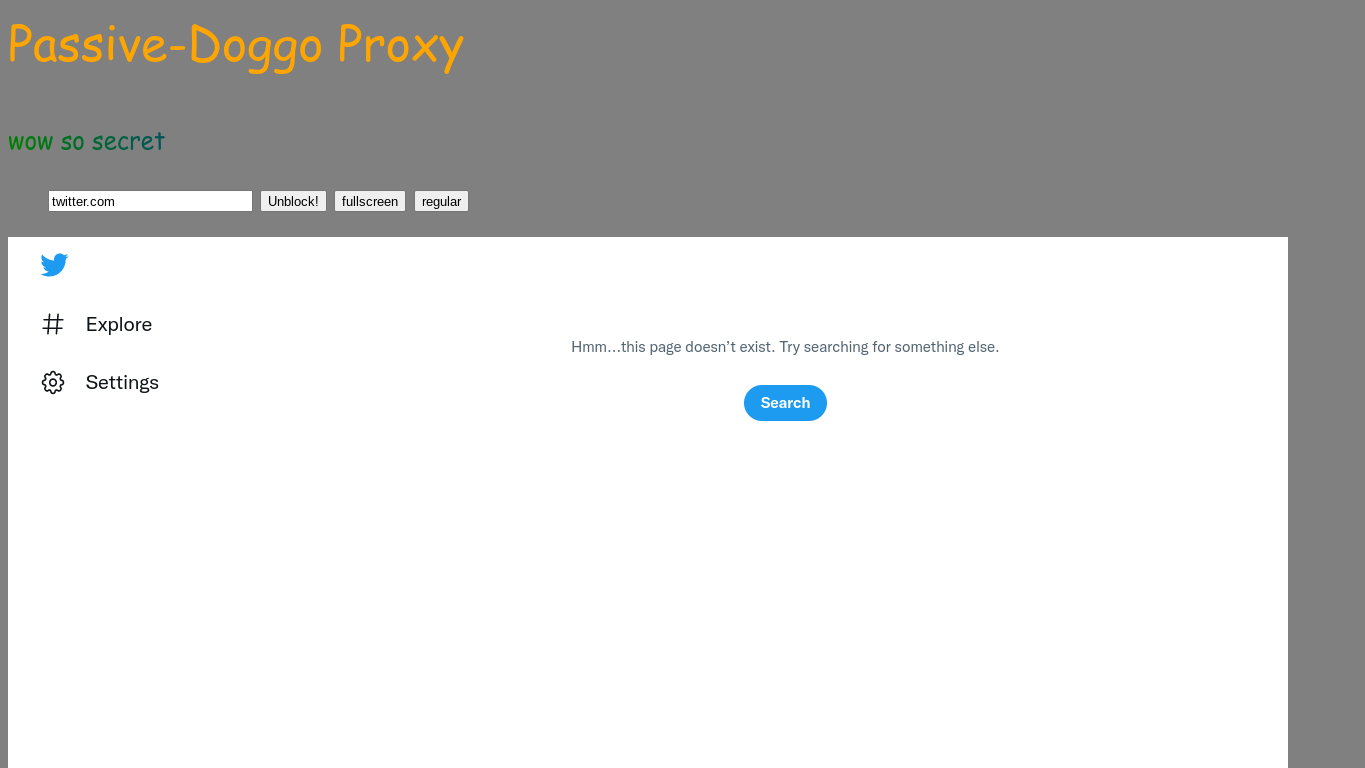 Passive-Doggo Proxy
wow so secret
twitter.com Unblock! fullscreen regular
Explore
Hmm...this page doesn’t exist. Try searching for something else.
Settings
Search